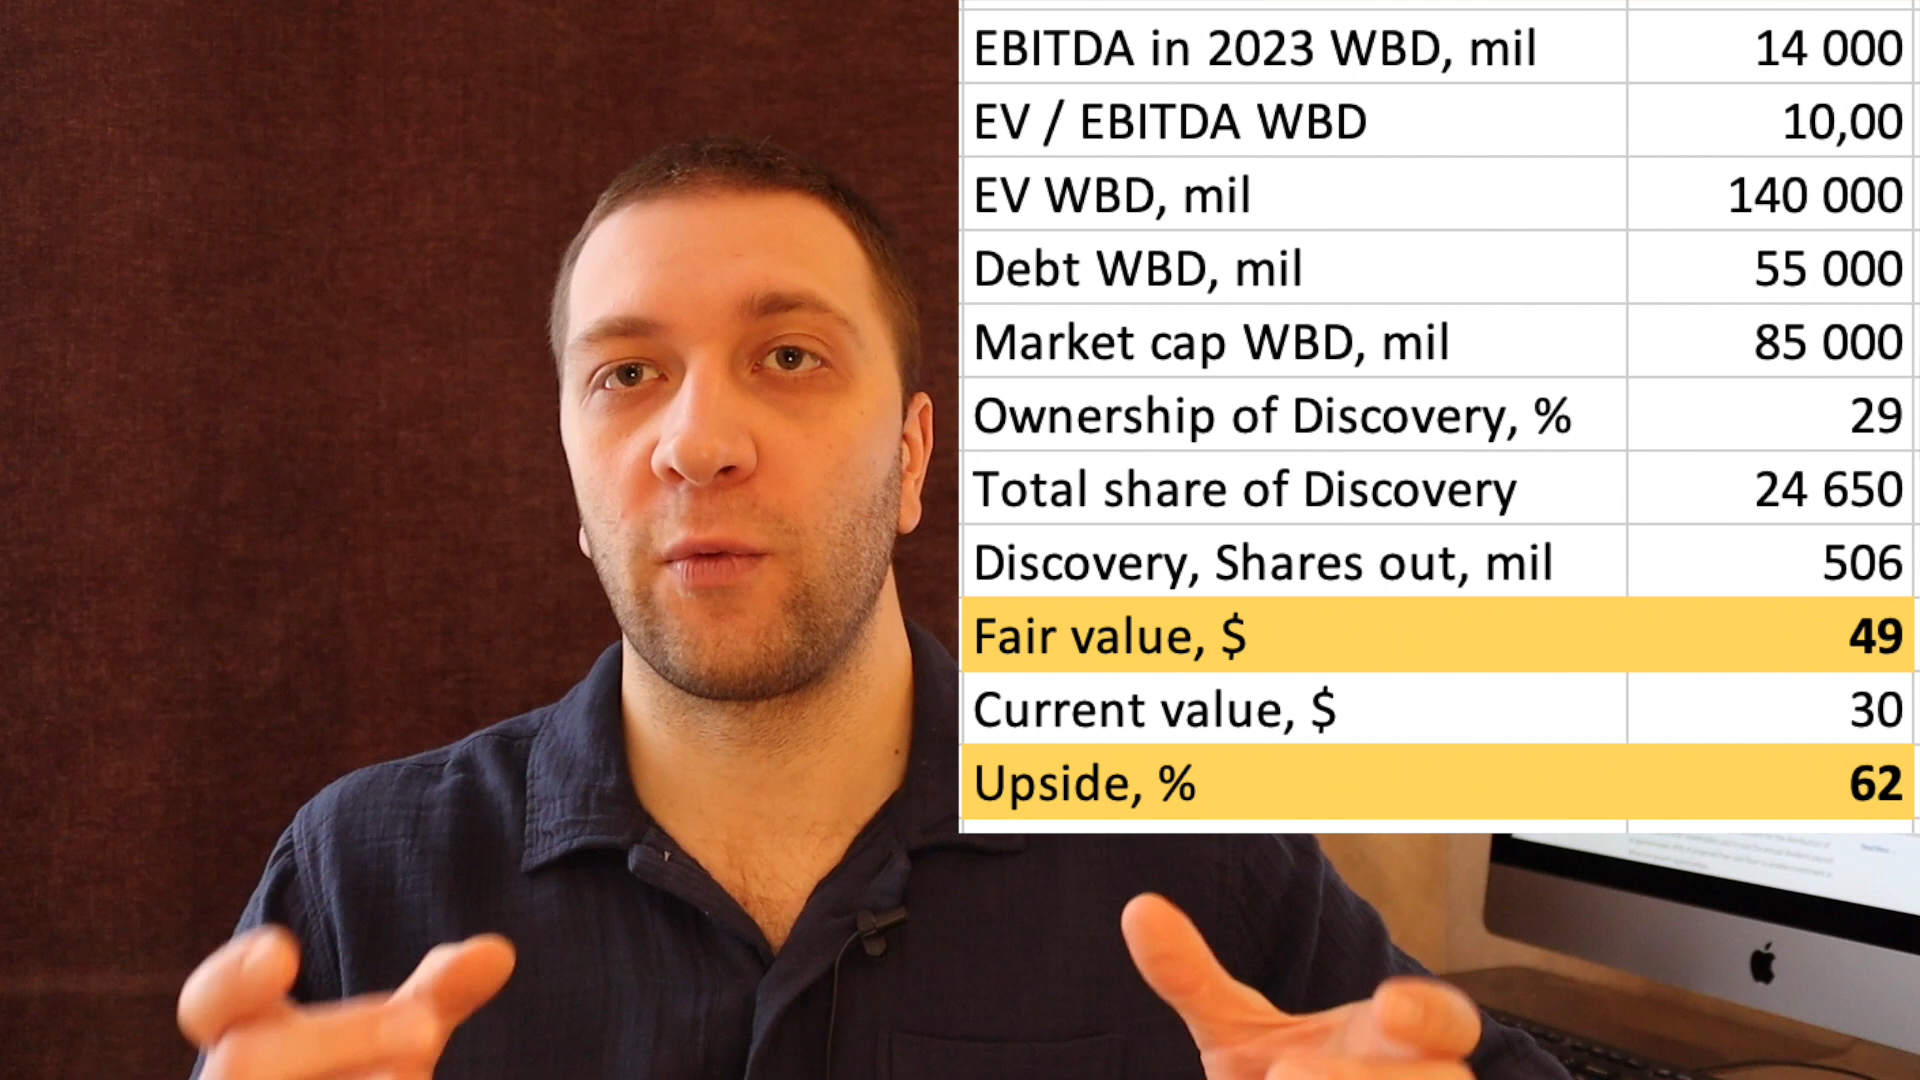 EBITDA in 2023 WBD, mil 14 000
EV / EBITDA WBD 10,00
EV WBD, mil 140 000
Debt WBD, mil 55 000
Market cap WBD, mil 85 000
Ownership of Discovery, % 29
Total share of Discovery 24 650
Discovery, Shares out, mil 506
Fair value, $ 49
Current value, $ 30
Upside, % 62